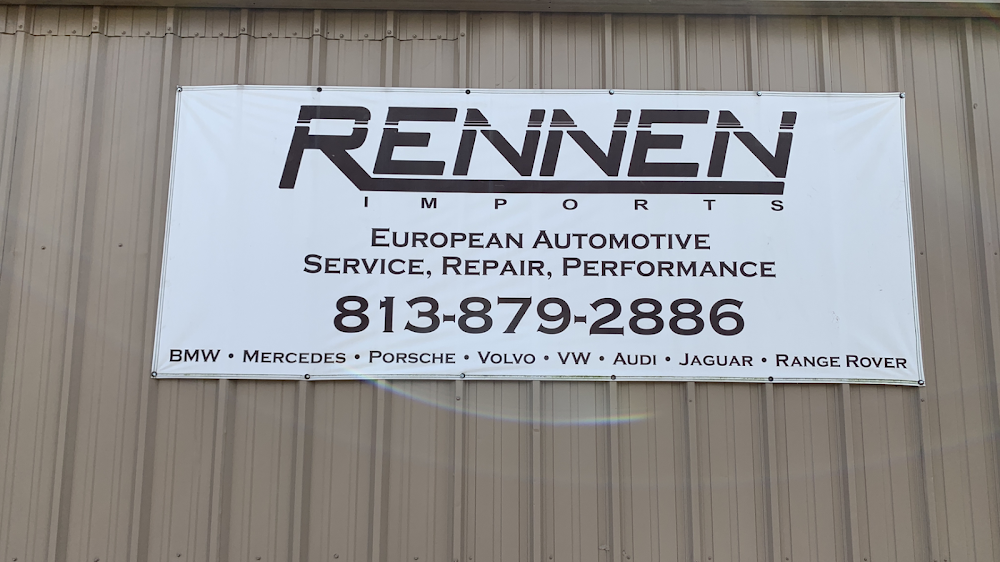 RENNEN
IMPORTS
EUROPEAN AUTOMOTIVE
SERVICE, REPAIR, PERFORMANCE
813-879-2886
BMW • MERCEDES • PORSCHE • VOLVO • VW • AUDI • JAGUAR • RANGE ROVER